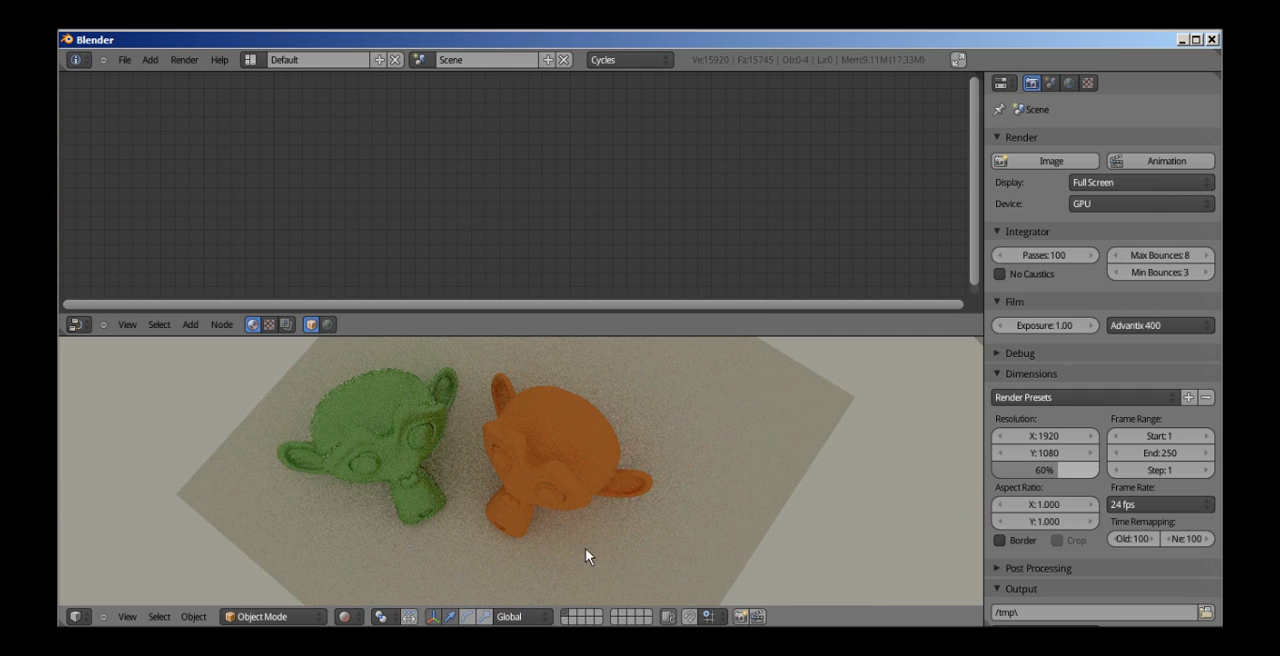 Blender
File Add Render Help Default Scene Cycles Ve:15920 | Fa:15745 | Ob:0-4 | La:0 | Mem:9.11M (17.33M)
Scene
Render
Image Animation
Display: Full Screen
Device: GPU
Integrator
Passes: 100 Max Bounces: 8
No Caustics Min Bounces: 3
Film
Exposure: 1.00 Advantix 400
View Select Add Node
Debug
Dimensions
Render Presets
Resolution: Frame Range:
X: 1920 Start: 1
Y: 1080 End: 250
60% Step: 1
Aspect Ratio: Frame Rate:
X: 1.000 24 fps
Y: 1.000 Time Remapping:
Border Crop Old: 100 Ne: 100
Post Processing
Output
/tmp\
View Select Object Object Mode Global